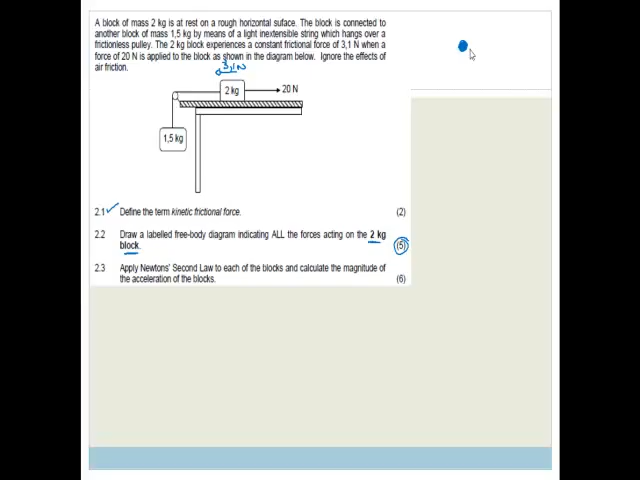 A block of mass 2 kg is at rest on a rough horizontal suface. The block is connected to
another block of mass 1,5 kg by means of a light inextensible string which hangs over a
frictionless pulley. The 2 kg block experiences a constant frictional force of 3,1 N when a
force of 20 N is applied to the block as shown in the diagram below. Ignore the effects of
air friction.
3,1N
2 kg
20 N
1,5 kg
2.1 Define the term kinetic frictional force. (2)
2.2 Draw a labelled free-body diagram indicating ALL the forces acting on the 2 kg
block. (5)
2.3 Apply Newtons' Second Law to each of the blocks and calculate the magnitude of
the acceleration of the blocks. (6)